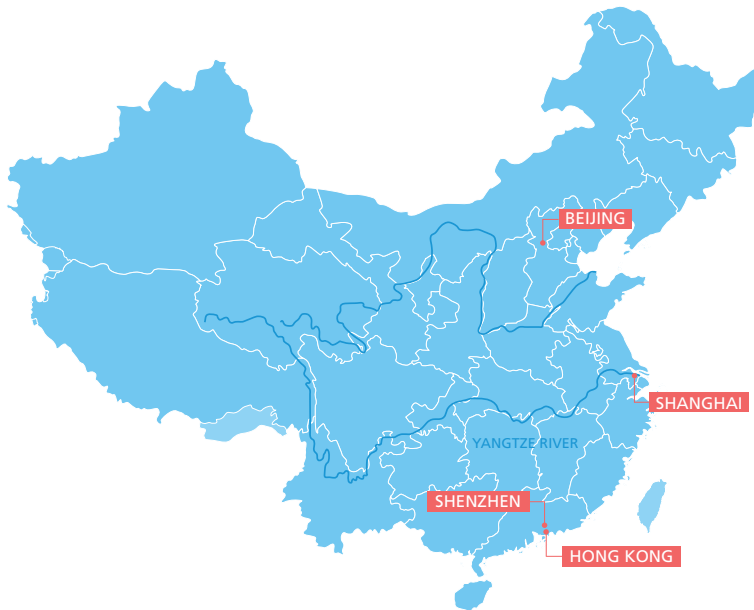 BEIJING
SHANGHAI
YANGTZE RIVER
SHENZHEN
HONG KONG